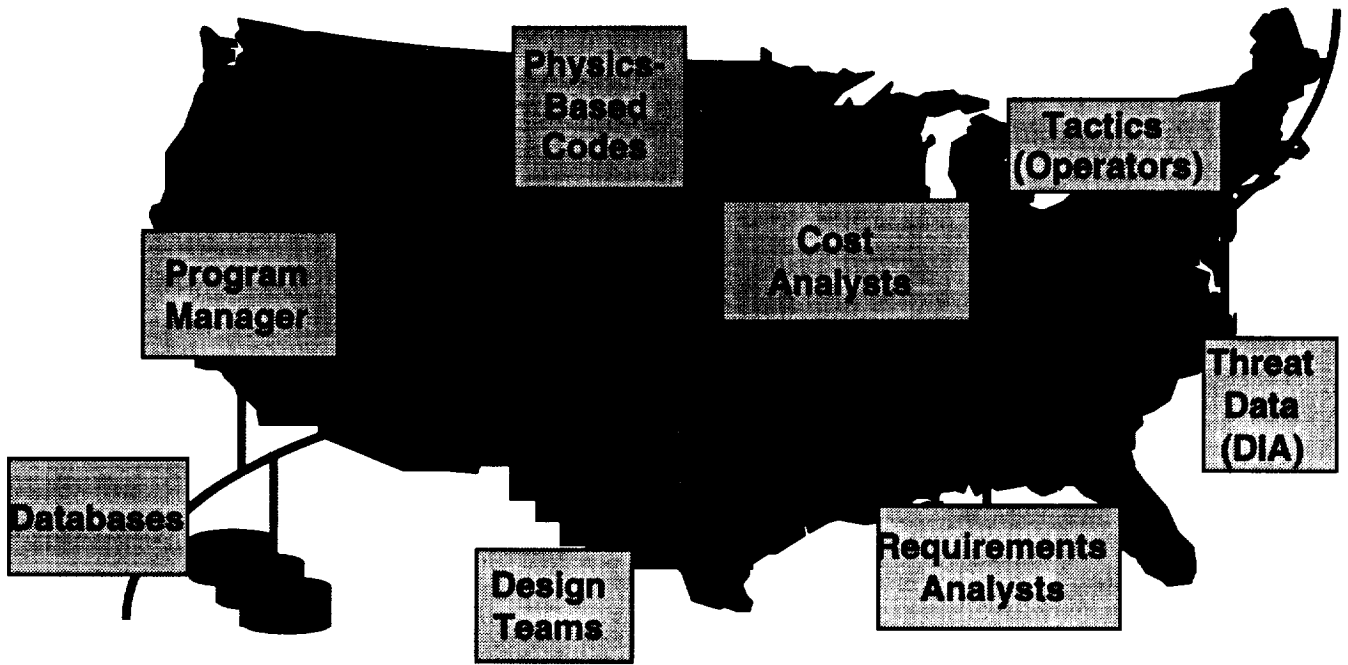 Physics-
Based
Codes
Tactics
(Operators)
Cost
Analysts
Program
Manager
Threat
Data
(DIA)
Databases
Requirements
Analysts
Design
Teams